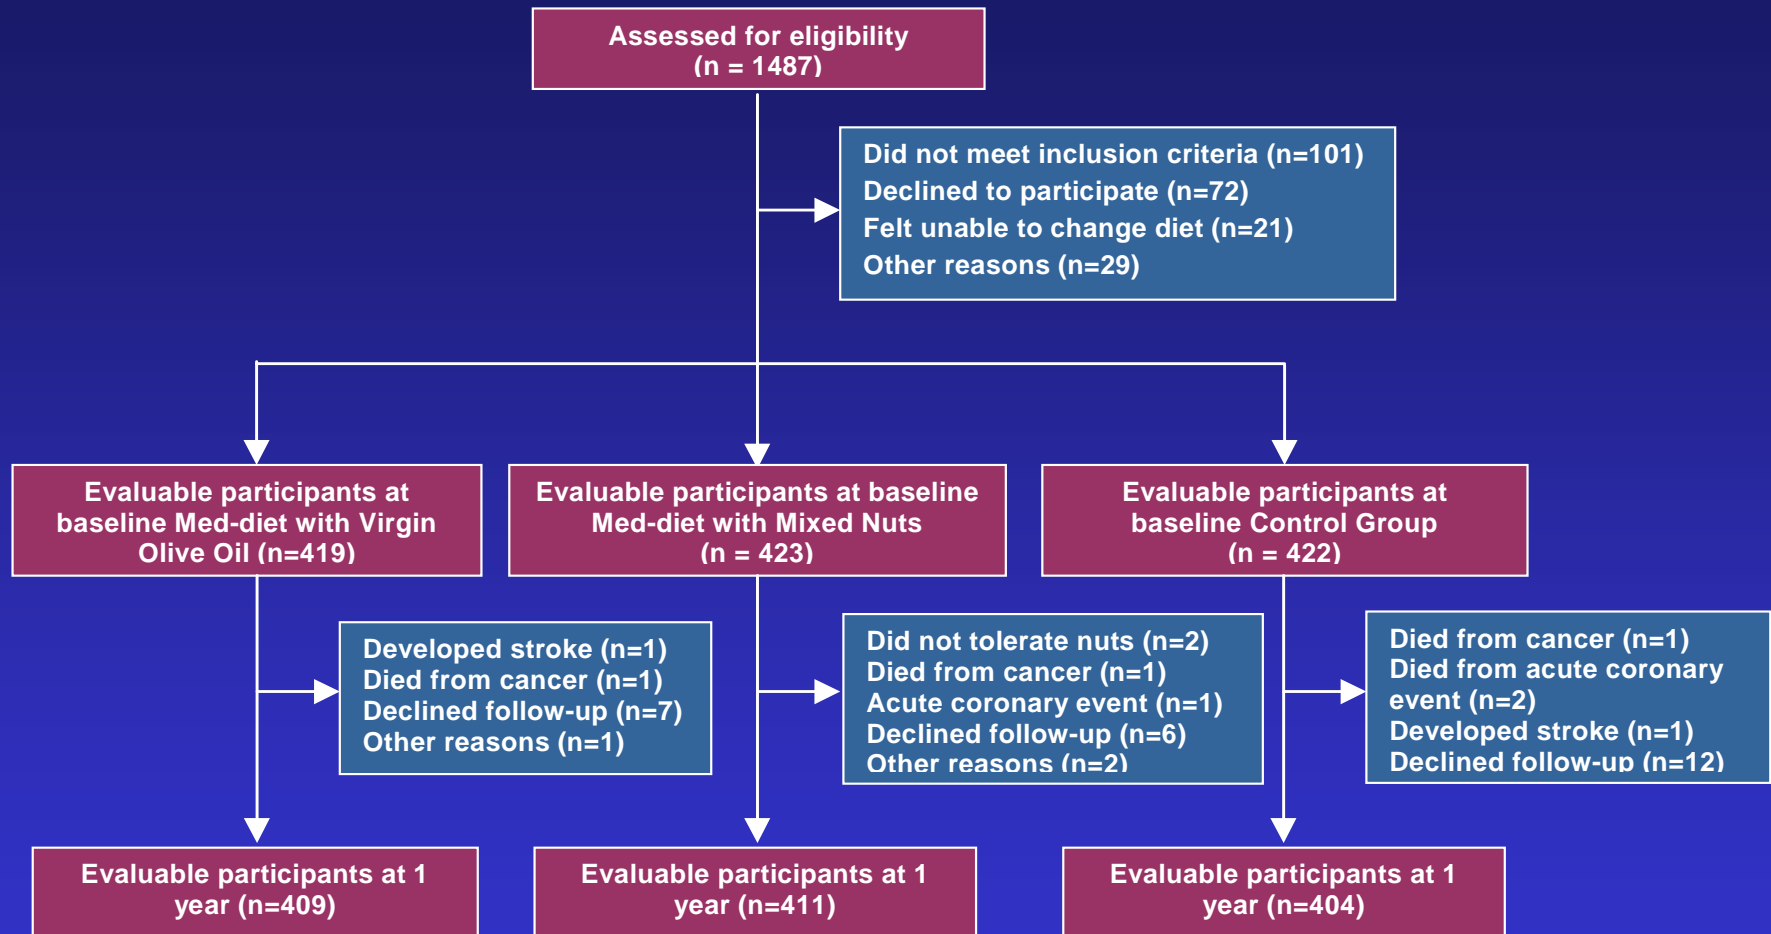 Assessed for eligibility
(n = 1487)
Did not meet inclusion criteria (n=101)
Declined to participate (n=72)
Felt unable to change diet (n=21)
Other reasons (n=29)
Evaluable participants at
baseline Med-diet with Virgin
Olive Oil (n=419)
Evaluable participants at baseline
Med-diet with Mixed Nuts
(n = 423)
Evaluable participants at
baseline Control Group
(n = 422)
Developed stroke (n=1)
Died from cancer (n=1)
Declined follow-up (n=7)
Other reasons (n=1)
Did not tolerate nuts (n=2)
Died from cancer (n=1)
Acute coronary event (n=1)
Declined follow-up (n=6)
Other reasons (n=2)
Died from cancer (n=1)
Died from acute coronary
event (n=2)
Developed stroke (n=1)
Declined follow-up (n=12)
Evaluable participants at 1
year (n=409)
Evaluable participants at 1
year (n=411)
Evaluable participants at 1
year (n=404)